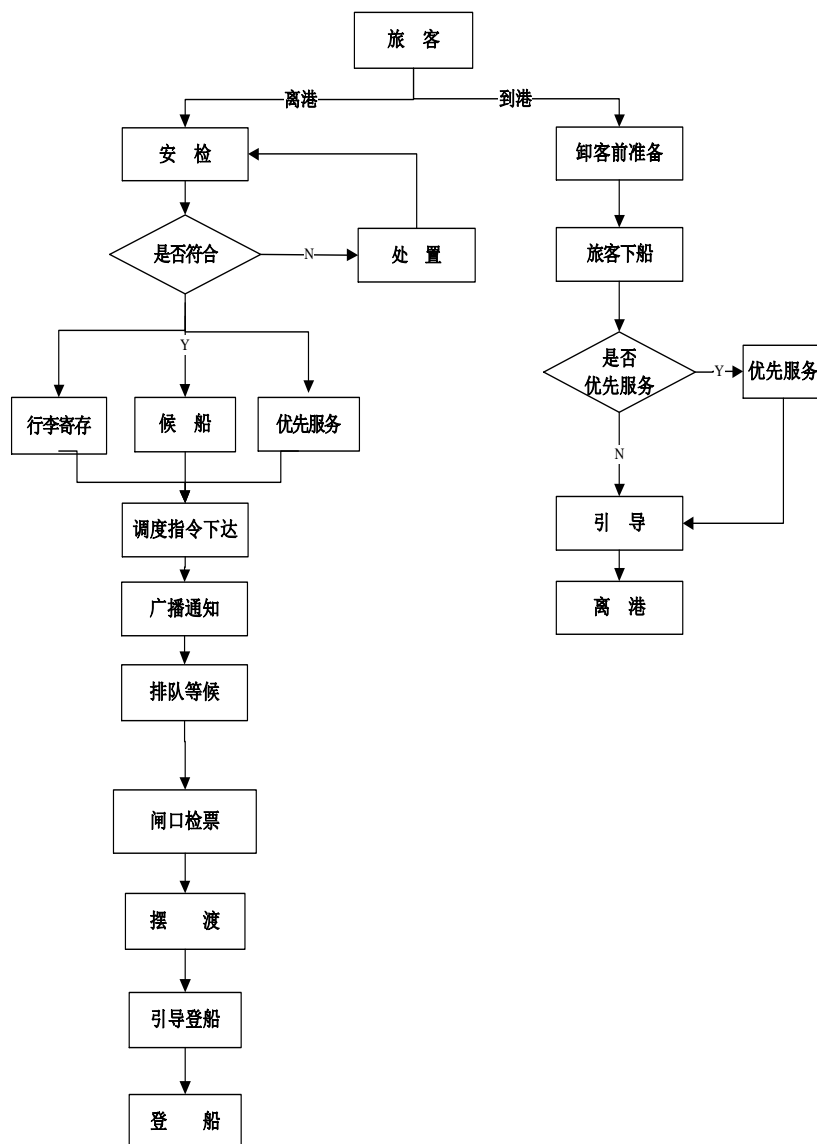 旅 客
离港
到港
安 检
卸客前准备
是否符合
N
处 置
旅客下船
Y
是否
优先服务
Y
优先服务
行李寄存
候 船
优先服务
N
调度指令下达
引 导
广播通知
离 港
排队等候
闸口检票
摆 渡
引导登船
登 船